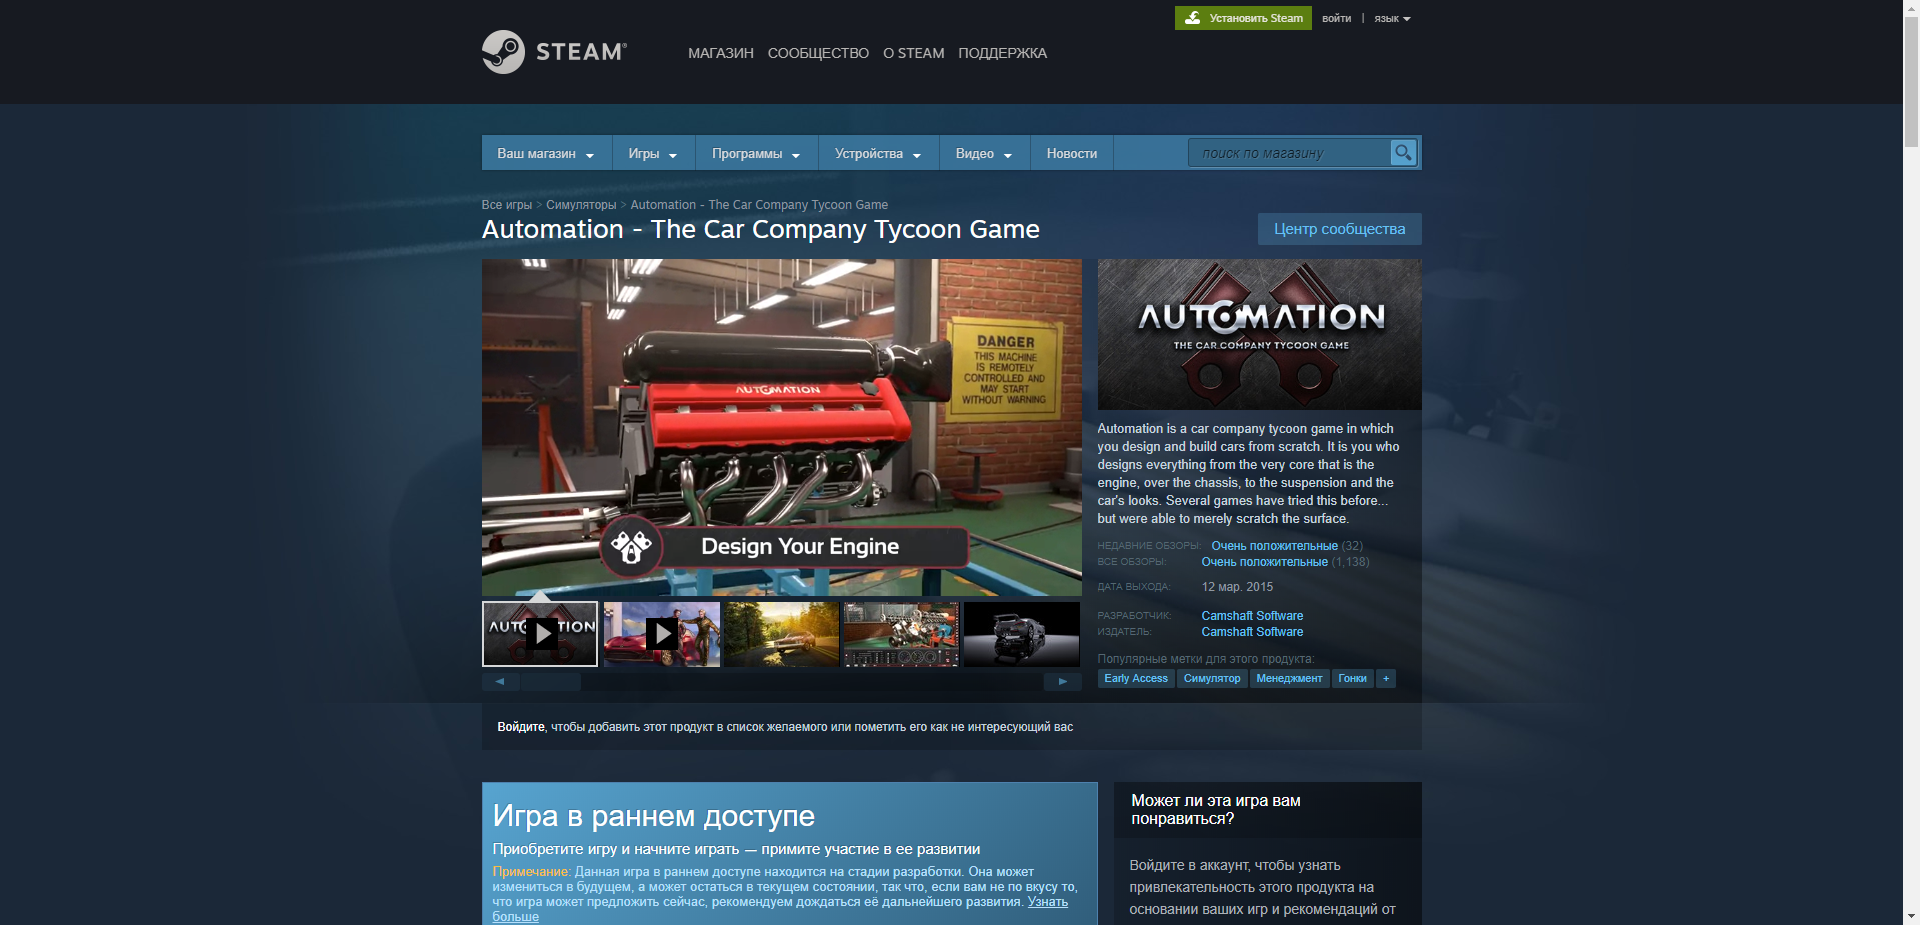 Установить Steam
войти | язык
STEAM
МАГАЗИН СООБЩЕСТВО О STEAM ПОДДЕРЖКА
Ваш магазин Игры Программы Устройства Видео Новости поиск по магазину
Все игры > Симуляторы > Automation - The Car Company Tycoon Game
Automation - The Car Company Tycoon Game
Центр сообщества
AUTOMATION
DANGER
THIS MACHINE
IS REMOTELY
CONTROLLED AND
MAY START
WITHOUT WARNING
Design Your Engine
AUTOMATION
AUTOMATION
THE CAR COMPANY TYCOON GAME
Automation is a car company tycoon game in which
you design and build cars from scratch. It is you who
designs everything from the very core that is the
engine, over the chassis, to the suspension and the
car's looks. Several games have tried this before...
but were able to merely scratch the surface.
НЕДАВНИЕ ОБЗОРЫ: Очень положительные (32)
ВСЕ ОБЗОРЫ: Очень положительные (1,138)
ДАТА ВЫХОДА: 12 мар. 2015
РАЗРАБОТЧИК: Camshaft Software
ИЗДАТЕЛЬ: Camshaft Software
Популярные метки для этого продукта:
Early Access Симулятор Менеджмент Гонки +
Войдите, чтобы добавить этот продукт в список желаемого или пометить его как не интересующий вас
Игра в раннем доступе
Приобретите игру и начните играть — примите участие в ее развитии
Примечание: Данная игра в раннем доступе находится на стадии разработки. Она может
измениться в будущем, а может остаться в текущем состоянии, так что, если вам не по вкусу то,
что игра может предложить сейчас, рекомендуем дождаться её дальнейшего развития. Узнать
больше
Может ли эта игра вам
понравиться?
Войдите в аккаунт, чтобы узнать
привлекательность этого продукта на
основании ваших игр и рекомендаций от